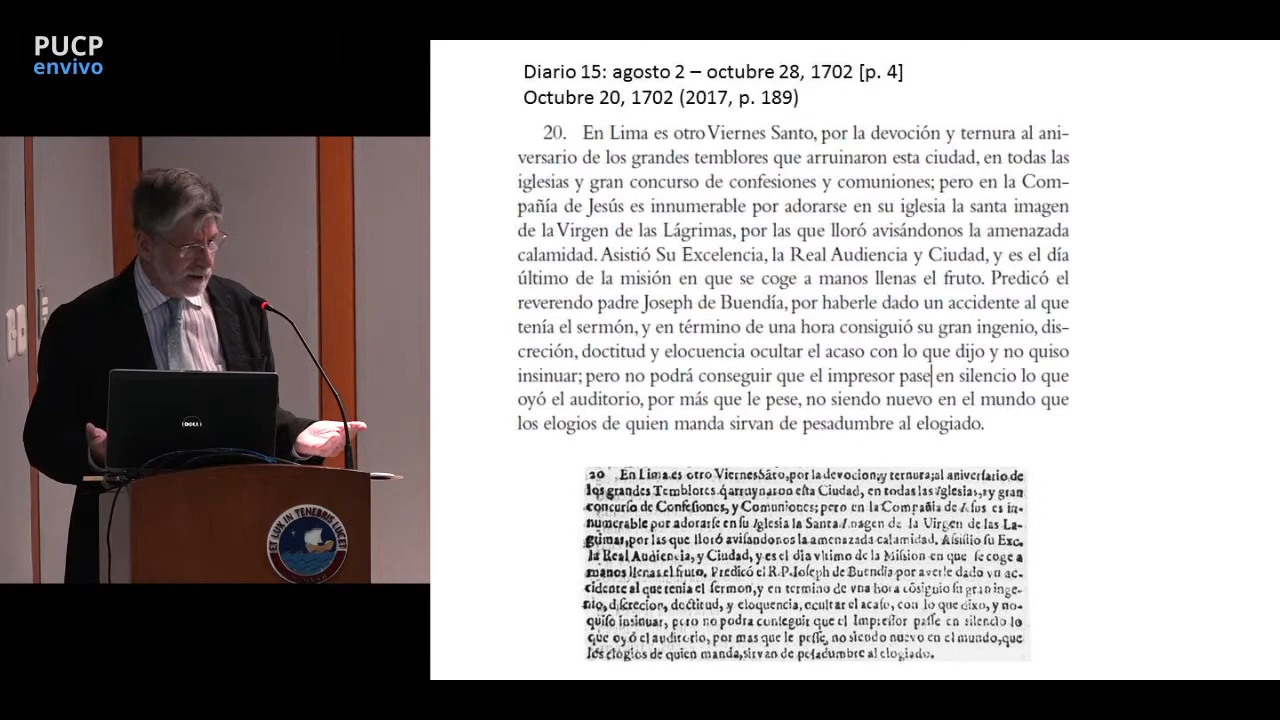 PUCP
envivo
Diario 15: agosto 2 – octubre 28, 1702 [p. 4]
Octubre 20, 1702 (2017, p. 189)
20. En Lima es otro Viernes Santo, por la devoción y ternura al ani-
versario de los grandes temblores que arruinaron esta ciudad, en todas las
iglesias y gran concurso de confesiones y comuniones; pero en la Com-
pañía de Jesús es innumerable por adorarse en su iglesia la santa imagen
de la Virgen de las Lágrimas, por las que lloró avisándonos la amenazada
calamidad. Asistió Su Excelencia, la Real Audiencia y Ciudad, y es el día
último de la misión en que se coge a manos llenas el fruto. Predicó el
reverendo padre Joseph de Buendía, por haberle dado un accidente al que
tenía el sermón, y en término de una hora consiguió su gran ingenio, dis-
creción, doctitud y elocuencia ocultar el acaso con lo que dijo y no quiso
insinuar; pero no podrá conseguir que el impresor pase en silencio lo que
oyó el auditorio, por más que le pese, no siendo nuevo en el mundo que
los elogios de quien manda sirvan de pesadumbre al elogiado.
20 En Lima es otro Viernes Sãto, por la devocion, y ternura, al aniversario de
los grandes Temblores q̃ arruynaron esta Ciudad, en todas las Iglesias, y gran
concurso de Confesiones, y Comuniones; pero en la Compañia de Jesus es in-
numerable por adorarse en su Iglesia la Santa Imagen de la Virgen de las La-
grimas, por las que lloró avisandonos la amenazada calamidad. Asistio su Exc.
la Real Audiencia, y Ciudad, y es el dia vltimo de la Mission en que se coge a
manos llenas el fruto. Predicó el R.P. Joseph de Buendia por averle dado vn ac-
cidente al que tenia el sermon, y en termino de vna hora cõsiguio su gran inge-
nio, discrecion, doctitud, y eloquencia, ocultar el acaso, con lo que dixo, y no-
quiso insinuar, pero no podra conseguir que el Impressor passe en silencio lo
que oyó el auditorio, por mas que le pesse, no siendo nuevo en el mundo, que
los elogios de quien manda, sirvan de pesadumbre al elogiado.
DELL
ET LUX IN TENEBRIS LUCET